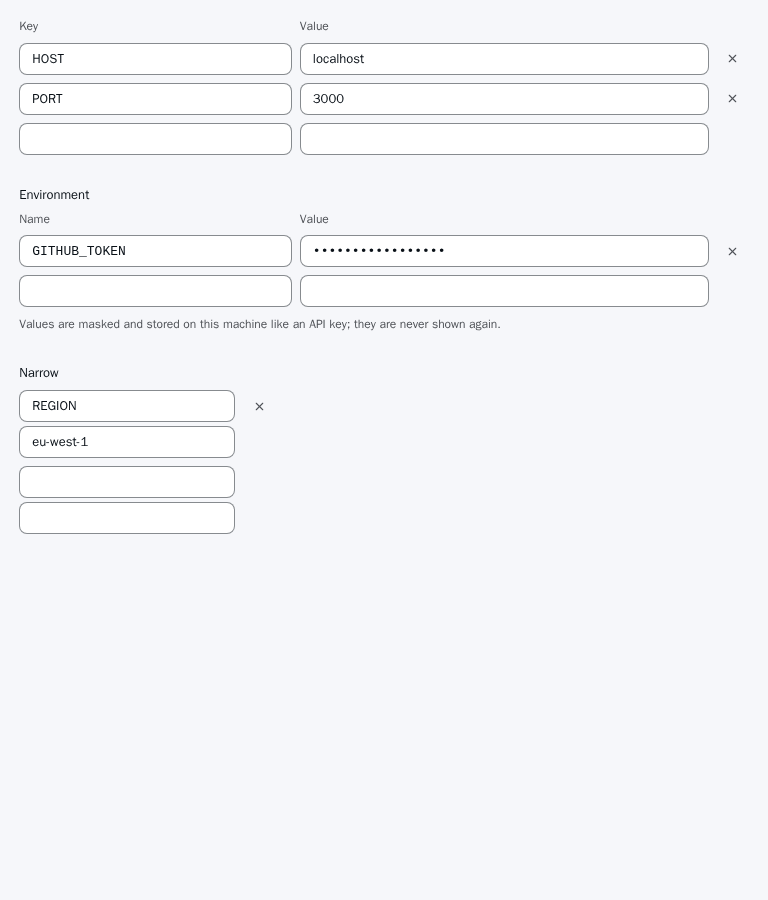 Key Value
HOST localhost ×
PORT 3000 ×
Environment
Name Value
GITHUB_TOKEN ••••••••••••••••• ×
Values are masked and stored on this machine like an API key; they are never shown again.
Narrow
REGION ×
eu-west-1